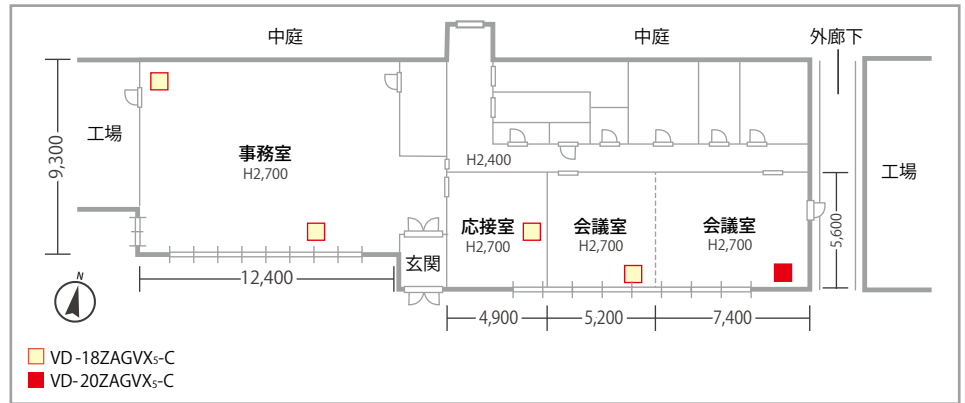 中庭
中庭
外廊下
工場
9,300
事務室
H2,700
H2,400
工場
応接室
H2,700
会議室
H2,700
会議室
H2,700
5,600
玄関
12,400
N
4,900
5,200
7,400
VD-18ZAGVX₅-C
VD-20ZAGVX₅-C